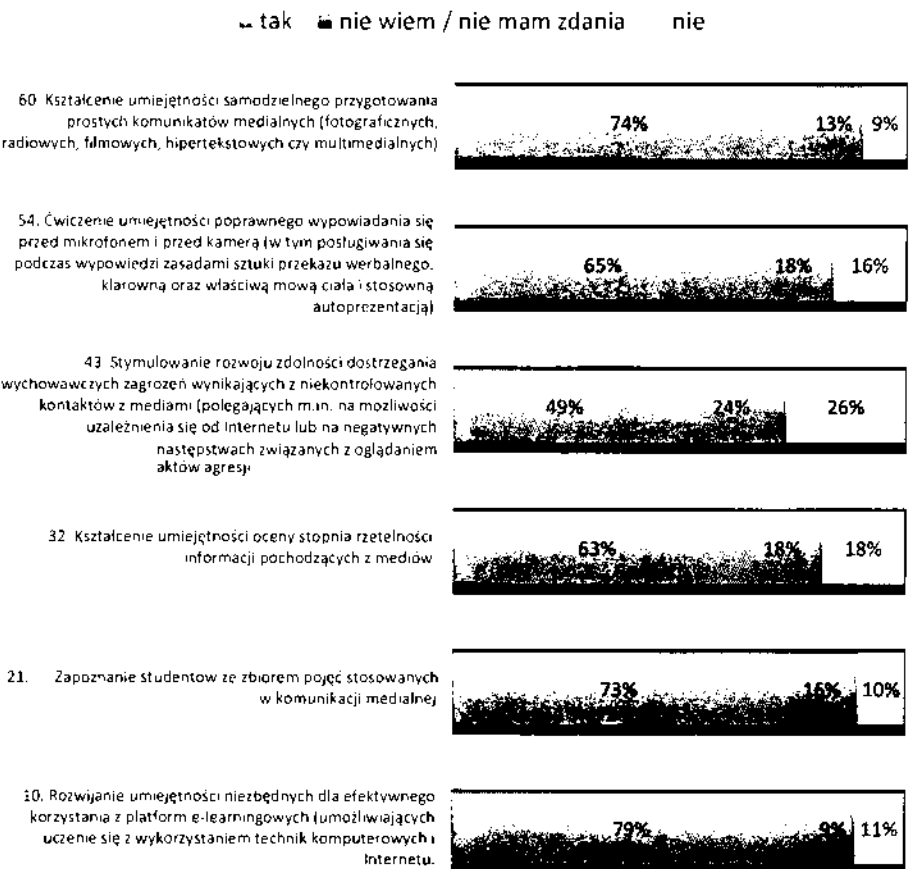 tak nie wiem / nie mam zdania nie
60 Kształcenie umiejętności samodzielnego przygotowania
prostych komunikatów medialnych (fotograficznych,
radiowych, filmowych, hipertekstowych czy multimedialnych)
74% 13% 9%
54. Ćwiczenie umiejętności poprawnego wypowiadania się
przed mikrofonem i przed kamerą (w tym posługiwania się
podczas wypowiedzi zasadami sztuki przekazu werbalnego,
klarowną oraz właściwą mową ciała i stosowną
autoprezentacją)
65% 18% 16%
43 Stymulowanie rozwoju zdolności dostrzegania
wychowawczych zagrożeń wynikających z niekontrolowanych
kontaktów z mediami (polegających m.in. na możliwości
uzależnienia się od Internetu lub na negatywnych
następstwach związanych z oglądaniem
aktów agresji
49% 24% 26%
32 Kształcenie umiejętności oceny stopnia rzetelności
informacji pochodzących z mediów
63% 18% 18%
21. Zapoznanie studentów ze zbiorem pojęć stosowanych
w komunikacji medialnej
73% 16% 10%
10. Rozwijanie umiejętności niezbędnych dla efektywnego
korzystania z platform e-learningowych (umożliwiających
uczenie się z wykorzystaniem technik komputerowych i
Internetu.
79% 9% 11%